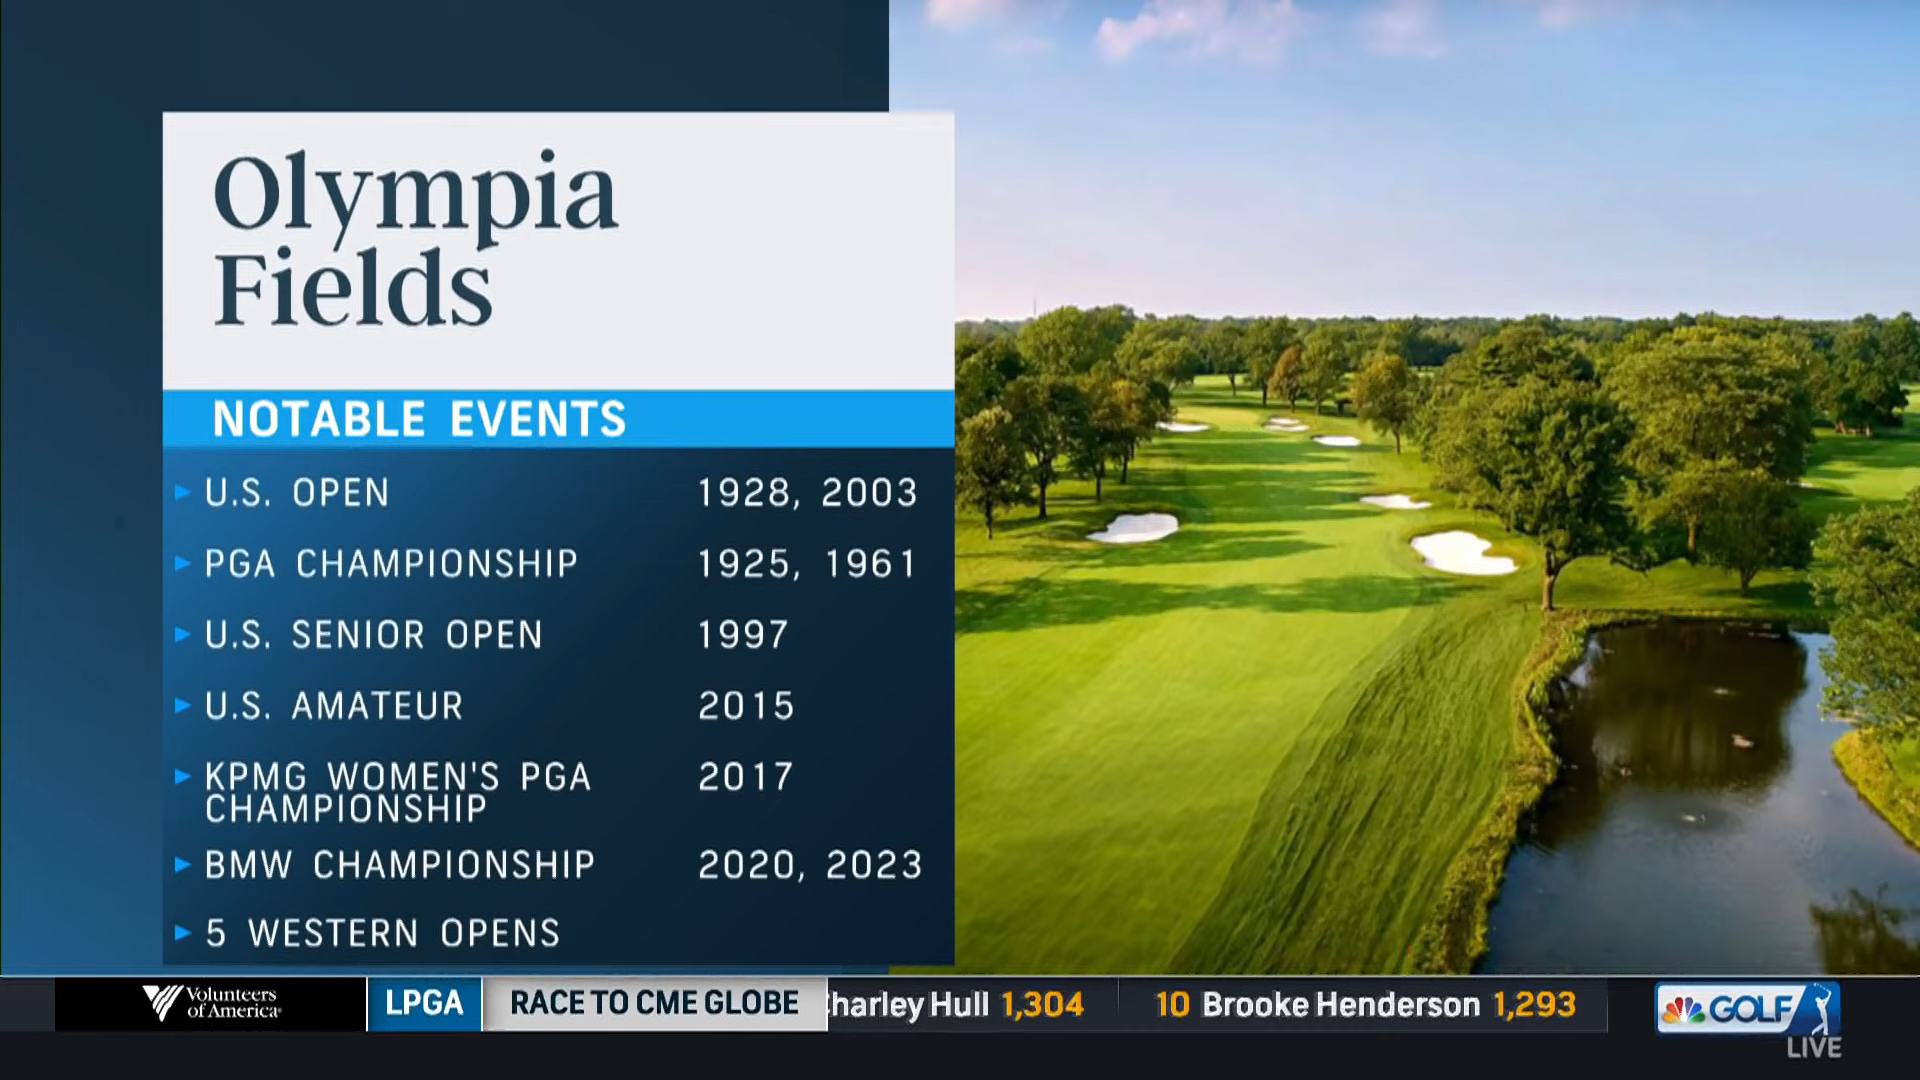 Olympia
Fields
NOTABLE EVENTS
U.S. OPEN 1928, 2003
PGA CHAMPIONSHIP 1925, 1961
U.S. SENIOR OPEN 1997
U.S. AMATEUR 2015
KPMG WOMEN'S PGA 2017
CHAMPIONSHIP
BMW CHAMPIONSHIP 2020, 2023
5 WESTERN OPENS
Volunteers
of America
LPGA RACE TO CME GLOBE harley Hull 1,304 10 Brooke Henderson 1,293
GOLF
LIVE